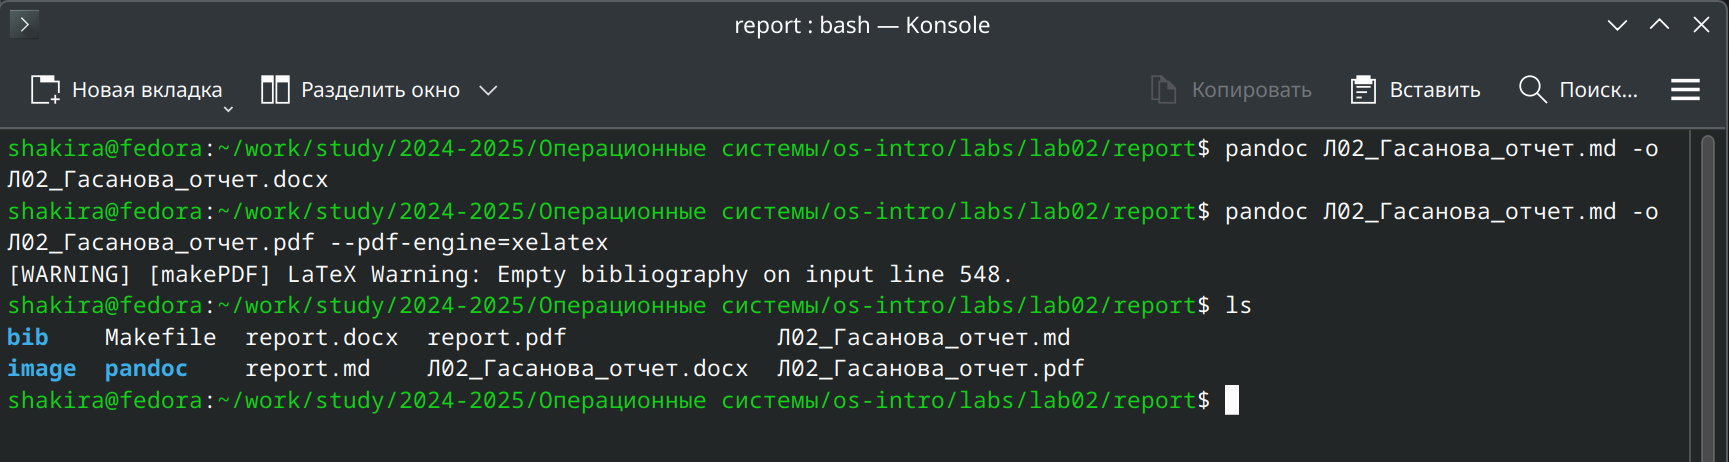 report : bash — Konsole
Новая вкладка Разделить окно Копировать Вставить Поиск...
shakira@fedora:~/work/study/2024-2025/Операционные системы/os-intro/labs/lab02/report$ pandoc Л02_Гасанова_отчет.md -o
Л02_Гасанова_отчет.docx
shakira@fedora:~/work/study/2024-2025/Операционные системы/os-intro/labs/lab02/report$ pandoc Л02_Гасанова_отчет.md -o
Л02_Гасанова_отчет.pdf --pdf-engine=xelatex
[WARNING] [makePDF] LaTeX Warning: Empty bibliography on input line 548.
shakira@fedora:~/work/study/2024-2025/Операционные системы/os-intro/labs/lab02/report$ ls
bib Makefile report.docx report.pdf Л02_Гасанова_отчет.md
image pandoc report.md Л02_Гасанова_отчет.docx Л02_Гасанова_отчет.pdf
shakira@fedora:~/work/study/2024-2025/Операционные системы/os-intro/labs/lab02/report$